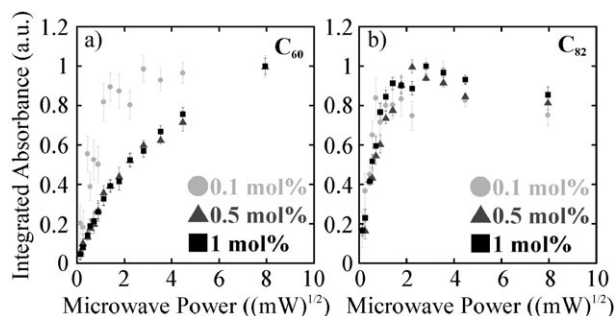 a)
C60
b)
C82
Integrated Absorbance (a.u.)
1.2
1
0.8
0.6
0.4
0.2
0
0.1 mol%
0.5 mol%
1 mol%
0.1 mol%
0.5 mol%
1 mol%
0 2 4 6 8 10
0 2 4 6 8 10
Microwave Power ((mW)^1/2)
Microwave Power ((mW)^1/2)